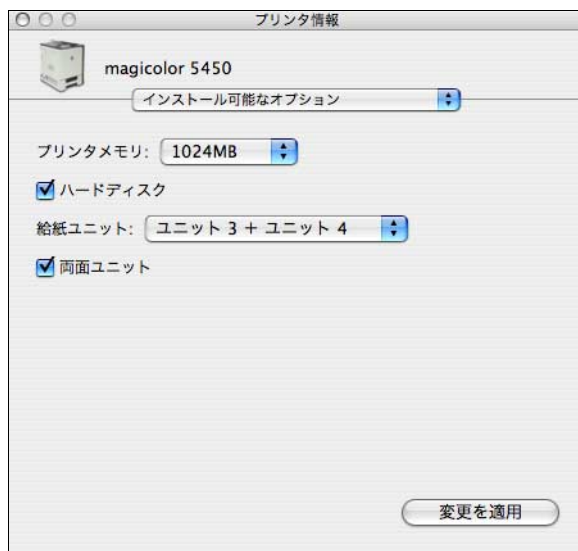 プリンタ情報
magicolor 5450
インストール可能なオプション
プリンタメモリ: 1024MB
ハードディスク
給紙ユニット: ユニット 3 + ユニット 4
両面ユニット
変更を適用